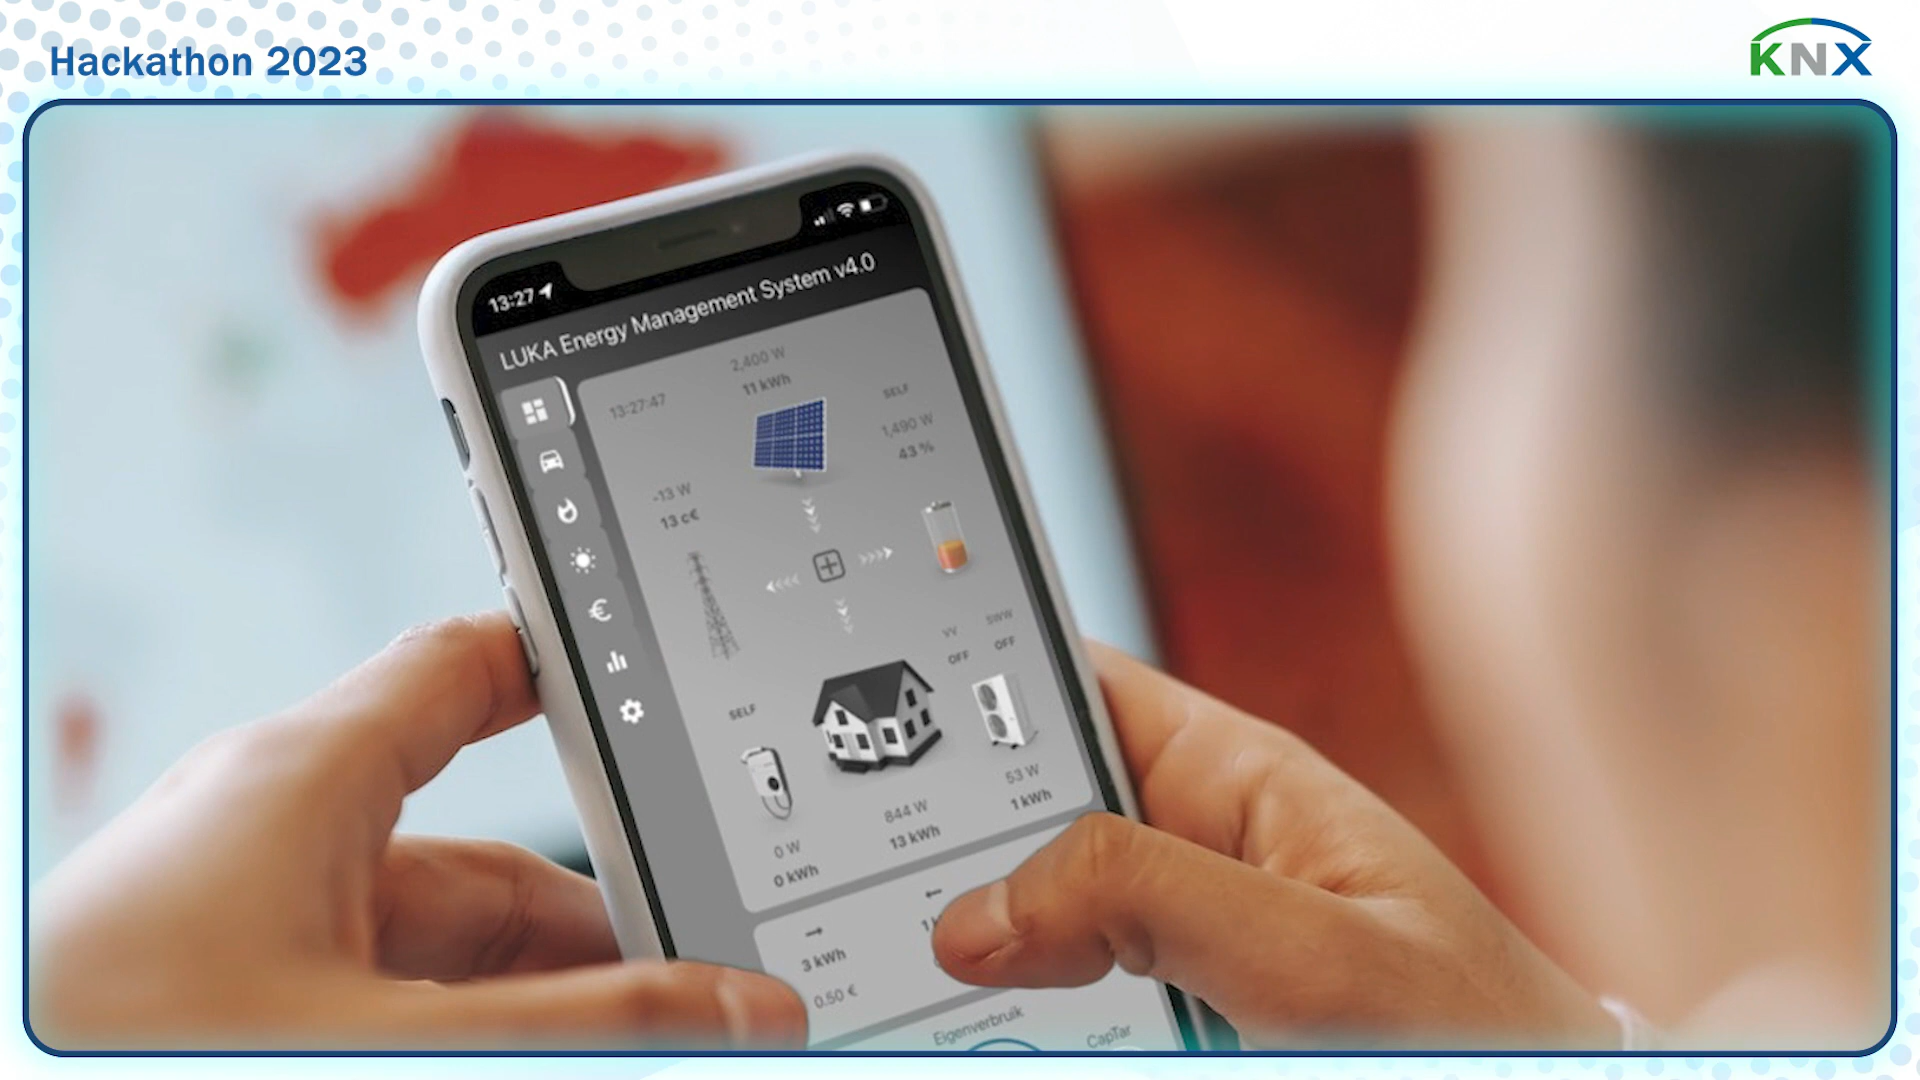 Hackathon 2023
KNX
13:27
LUKA Energy Management System v4.0
2,400 W
11 kWh
13:27:47
SELF
1,490 W
43 %
-13 W
13 c€
VV
SWW
OFF
OFF
SELF
53 W
1 kWh
844 W
13 kWh
0 W
0 kWh
3 kWh
0.50 €
Eigenverbruik
CapTar